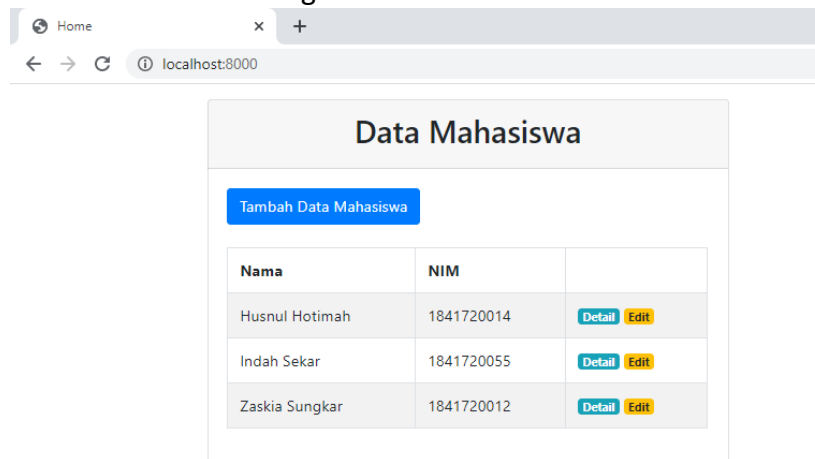 Home
localhost:8000
Data Mahasiswa
Tambah Data Mahasiswa
Nama NIM
Husnul Hotimah 1841720014 Detail Edit
Indah Sekar 1841720055 Detail Edit
Zaskia Sungkar 1841720012 Detail Edit